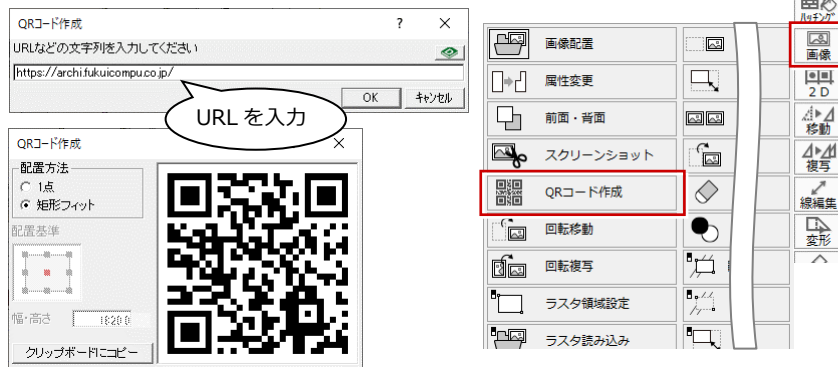 QRコード作成
?
×
URLなどの文字列を入力してください
https://archi.fukuicompu.co.jp/
OK
キャンセル
URL を入力
QRコード作成
×
配置方法
1点
矩形フィット
配置基準
幅・高さ
1820.0
クリップボードにコピー
画像配置
属性変更
前面・背面
スクリーンショット
QRコード作成
回転移動
回転複写
ラスタ領域設定
ラスタ読み込み
ハッチング
画像
2D
移動
複写
線編集
変形